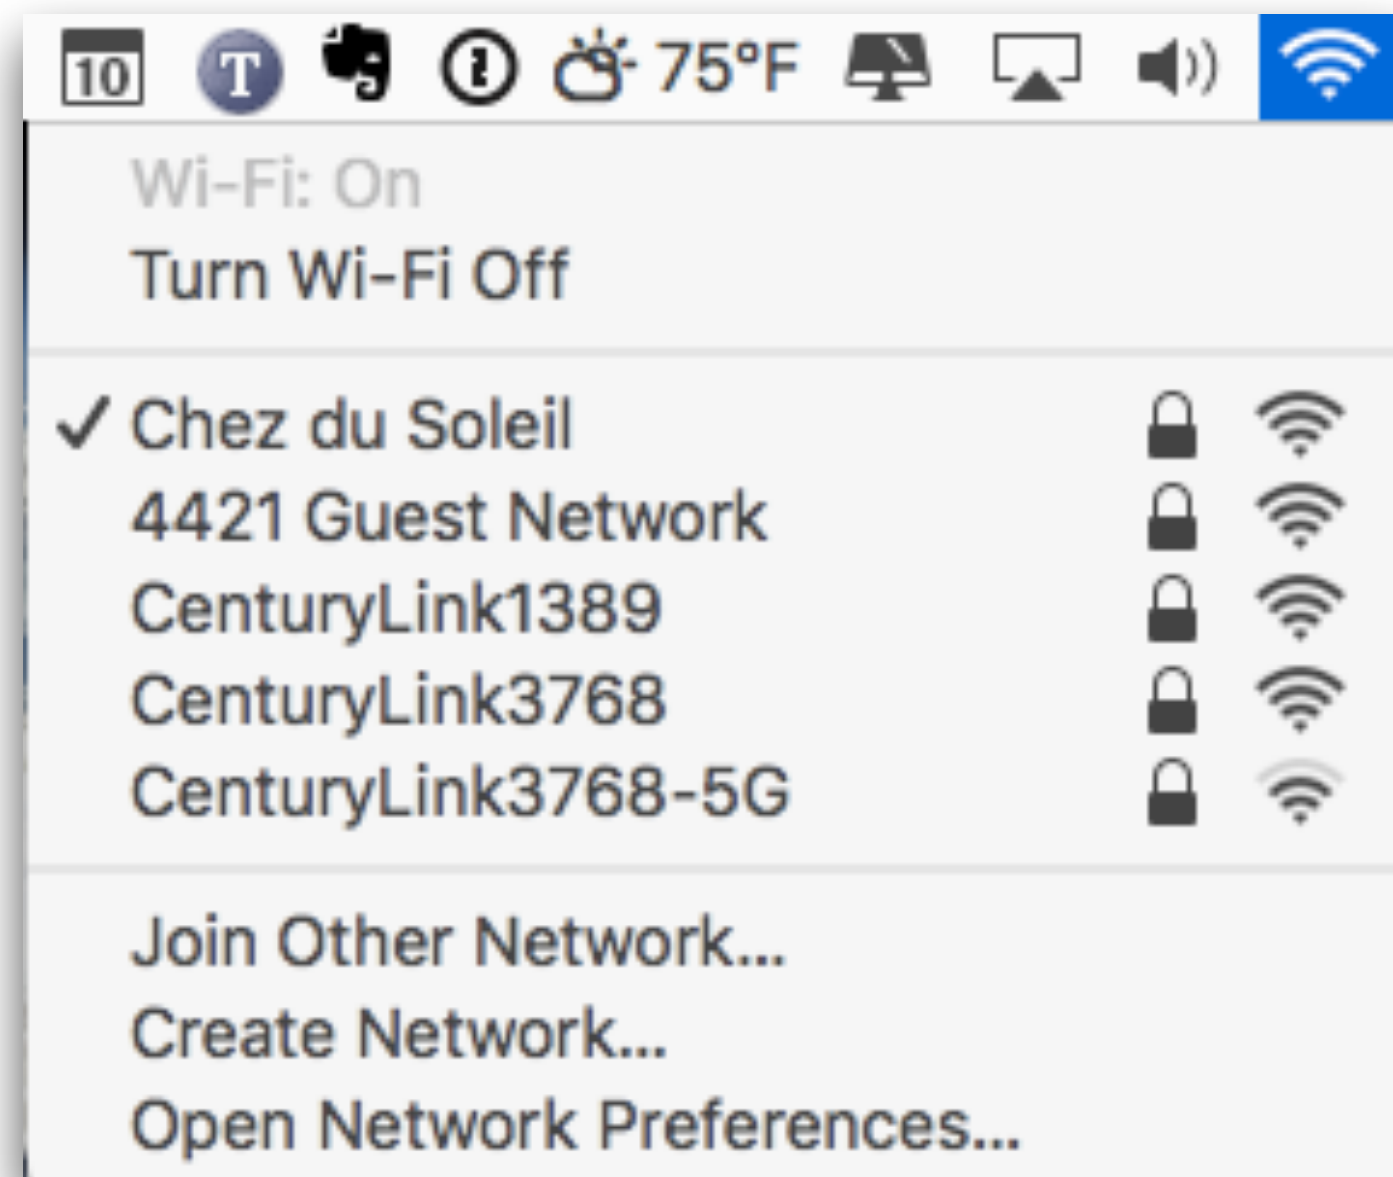 10 T 75°F
Wi-Fi: On
Turn Wi-Fi Off
Chez du Soleil
4421 Guest Network
CenturyLink1389
CenturyLink3768
CenturyLink3768-5G
Join Other Network...
Create Network...
Open Network Preferences...